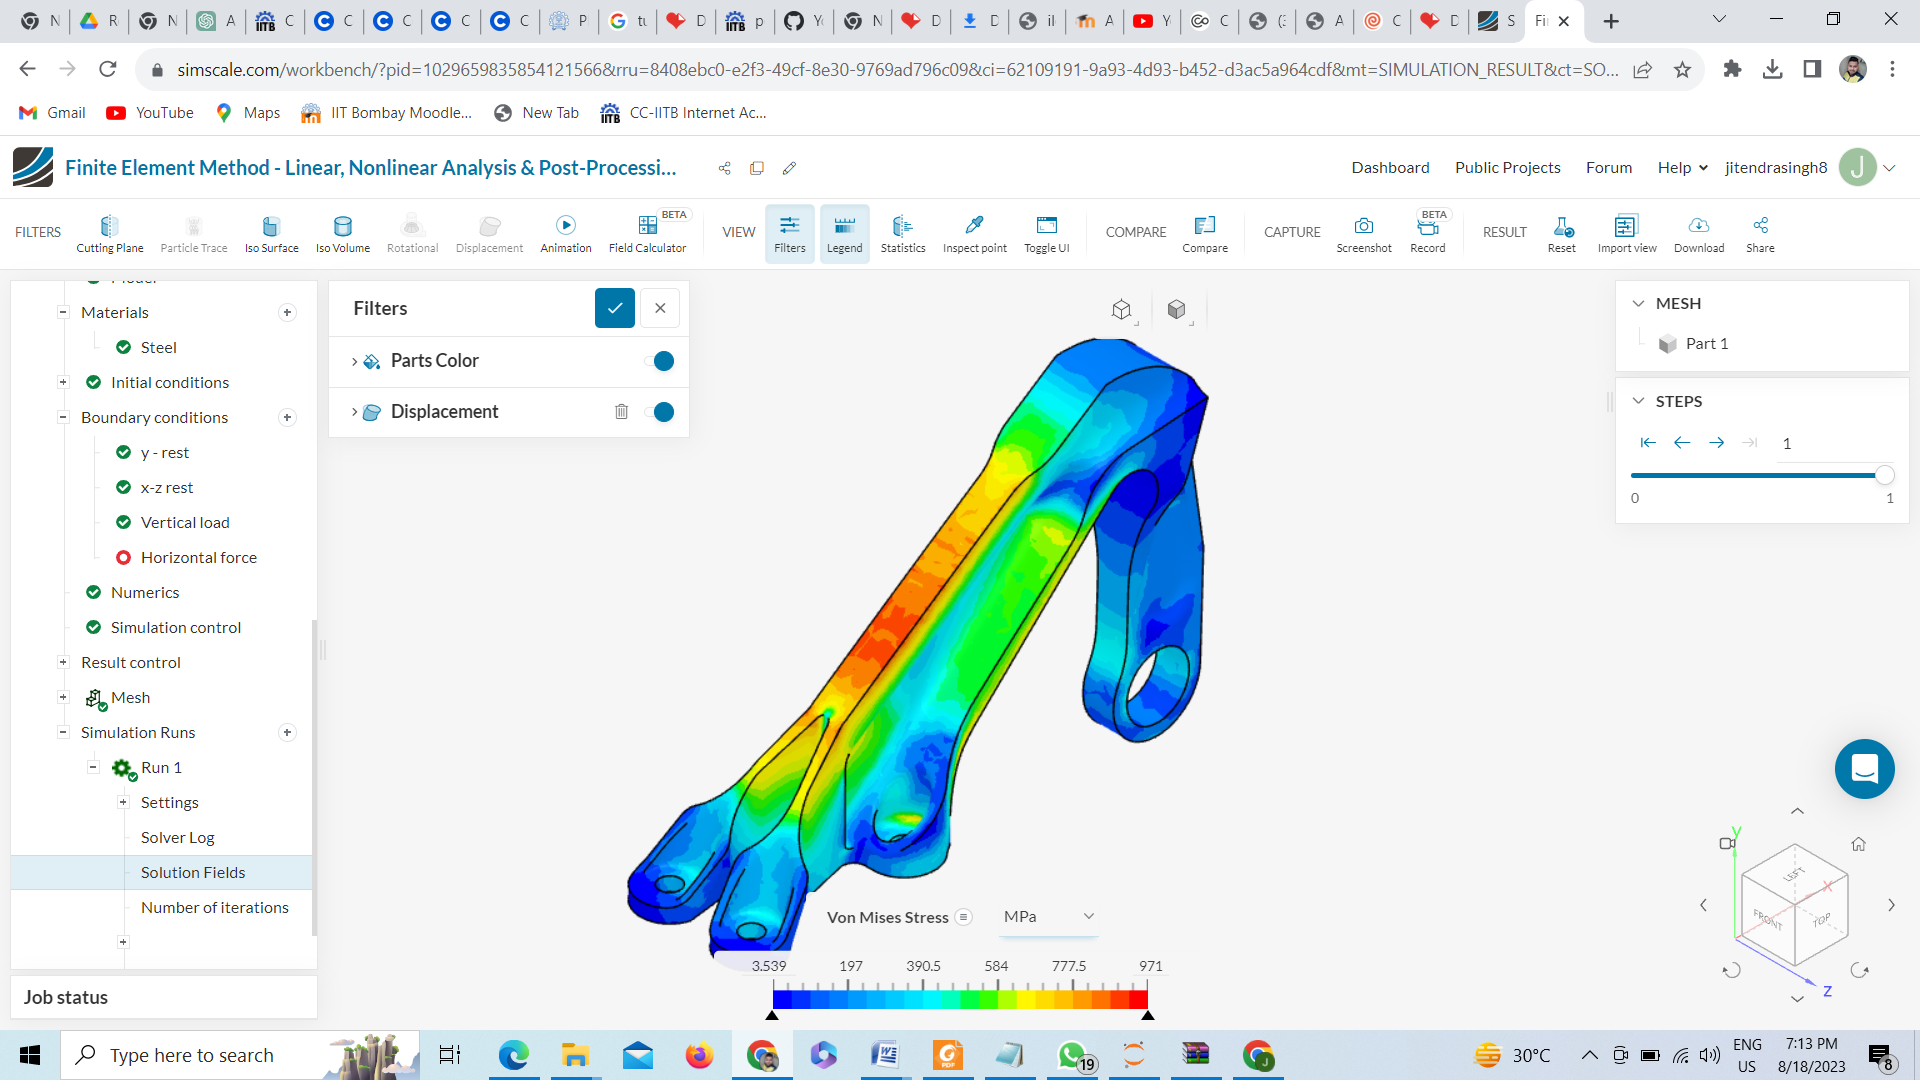 N R N A C C C C C P tu D p Y N D D il A Y C (3 A C D S Fi
simscale.com/workbench/?pid=1029659835854121566&rru=8408ebc0-e2f3-49cf-8e30-9769ad796c09&ci=62109191-9a93-4d93-b452-d3ac5a964cdf&mt=SIMULATION_RESULT&ct=SO...
Gmail YouTube Maps IIT Bombay Moodle... New Tab CC-IITB Internet Ac...
Finite Element Method - Linear, Nonlinear Analysis & Post-Processi...
Dashboard Public Projects Forum Help jitendrasingh8 J
FILTERS Cutting Plane Particle Trace Iso Surface Iso Volume Rotational Displacement Animation Field Calculator BETA VIEW Filters Legend Statistics Inspect point Toggle UI COMPARE Compare CAPTURE Screenshot Record BETA RESULT Reset Import view Download Share
Model
Materials
Steel
Initial conditions
Boundary conditions
y - rest
x-z rest
Vertical load
Horizontal force
Numerics
Simulation control
Result control
Mesh
Simulation Runs
Run 1
Settings
Solver Log
Solution Fields
Number of iterations
Job status
Filters
Parts Color
Displacement
MESH
Part 1
STEPS
1
0 1
Von Mises Stress MPa
3.539 197 390.5 584 777.5 971
y
LEFT
X
FRONT TOP
Z
Type here to search
19
30°C
ENG
US
7:13 PM
8/18/2023
8